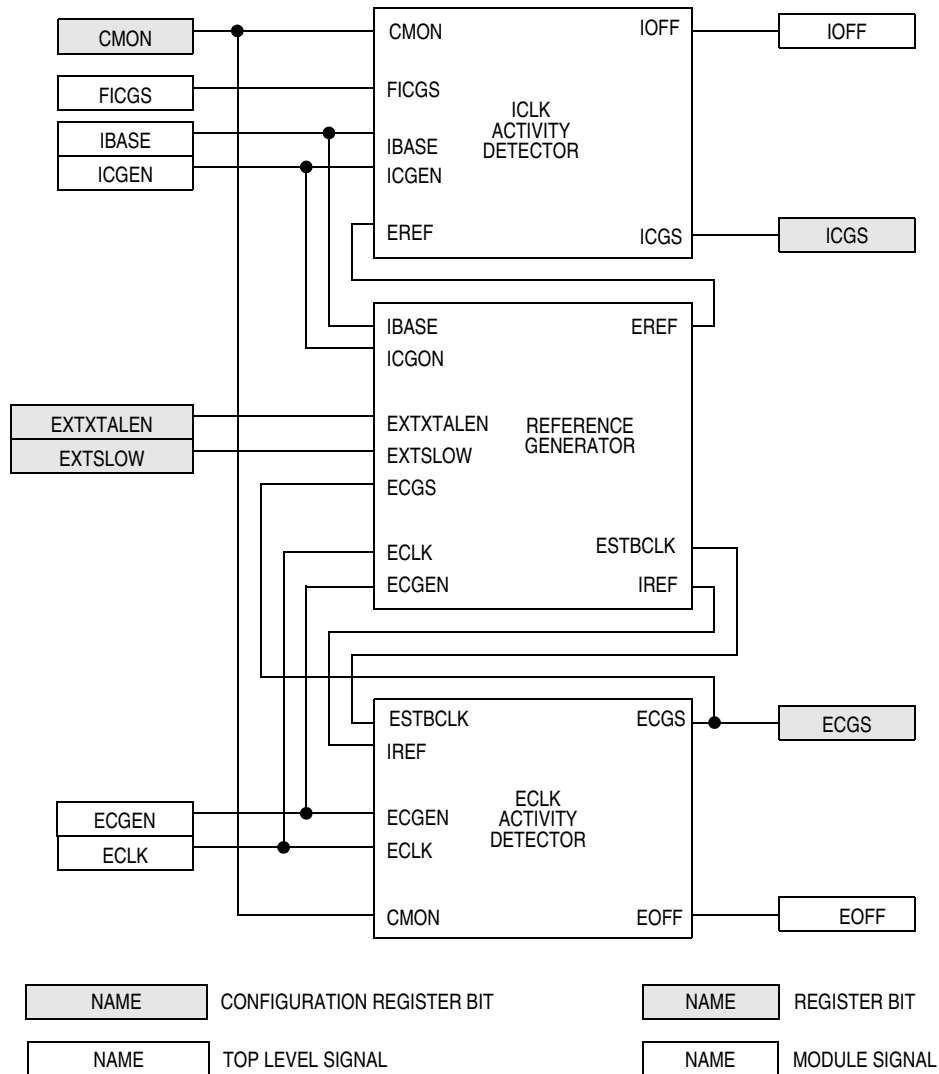 CMON
FICGS
IBASE
ICGEN
CMON
FICGS
IBASE
ICGEN
EREF
ICLK
ACTIVITY
DETECTOR
IOFF
ICGS
IOFF
ICGS
EXTXTALEN
EXTSLOW
IBASE
ICGON
EXTXTALEN
EXTSLOW
ECGS
ECLK
ECGEN
REFERENCE
GENERATOR
EREF
ESTBCLK
IREF
ECGEN
ECLK
ESTBCLK
IREF
ECGEN
ECLK
CMON
ECLK
ACTIVITY
DETECTOR
ECGS
EOFF
ECGS
EOFF
NAME CONFIGURATION REGISTER BIT
NAME REGISTER BIT
NAME TOP LEVEL SIGNAL
NAME MODULE SIGNAL